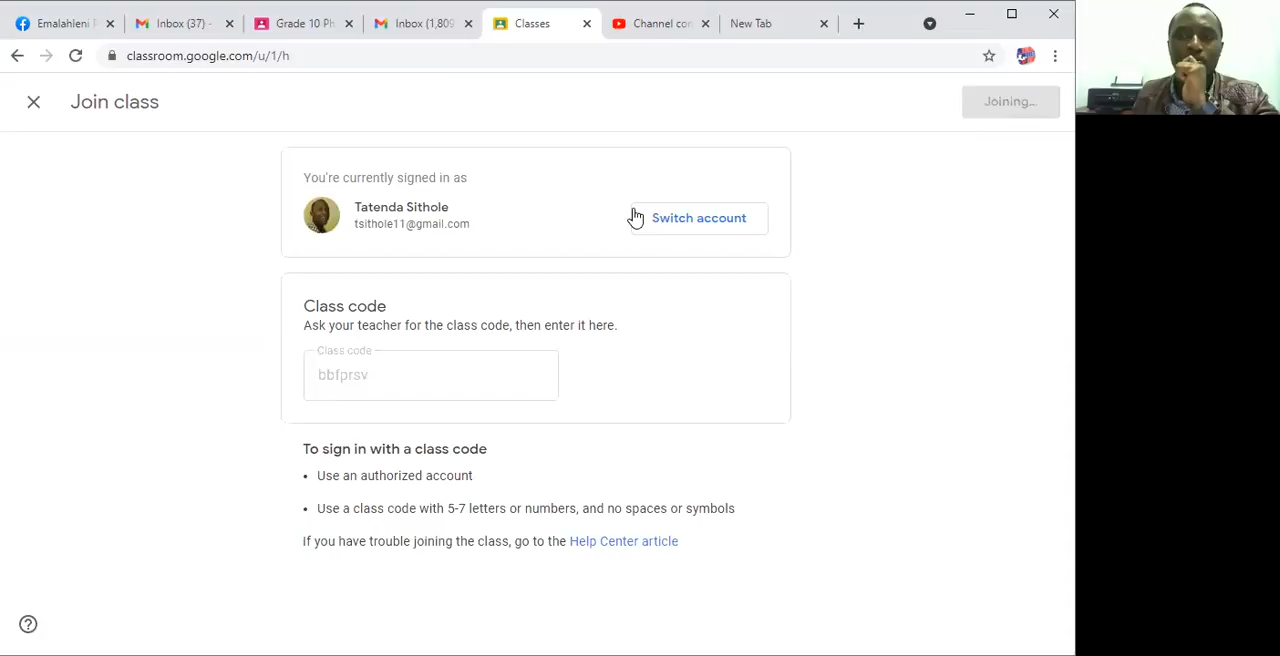 Emalahleni
Inbox (37) -
Grade 10 Ph
Inbox (1,809
Classes
Channel con
New Tab
classroom.google.com/u/1/h
Join class
Joining...
You're currently signed in as
Tatenda Sithole
tsithole11@gmail.com
Switch account
Class code
Ask your teacher for the class code, then enter it here.
Class code
bbfprsv
To sign in with a class code
• Use an authorized account
• Use a class code with 5-7 letters or numbers, and no spaces or symbols
If you have trouble joining the class, go to the Help Center article